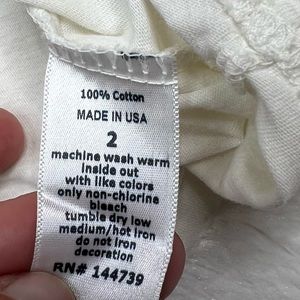 100% Cotton
MADE IN USA
2
machine wash warm
inside out
with like colors
only non-chlorine
bleach
tumble dry low
medium/hot iron
do not iron
decoration
RN# 144739